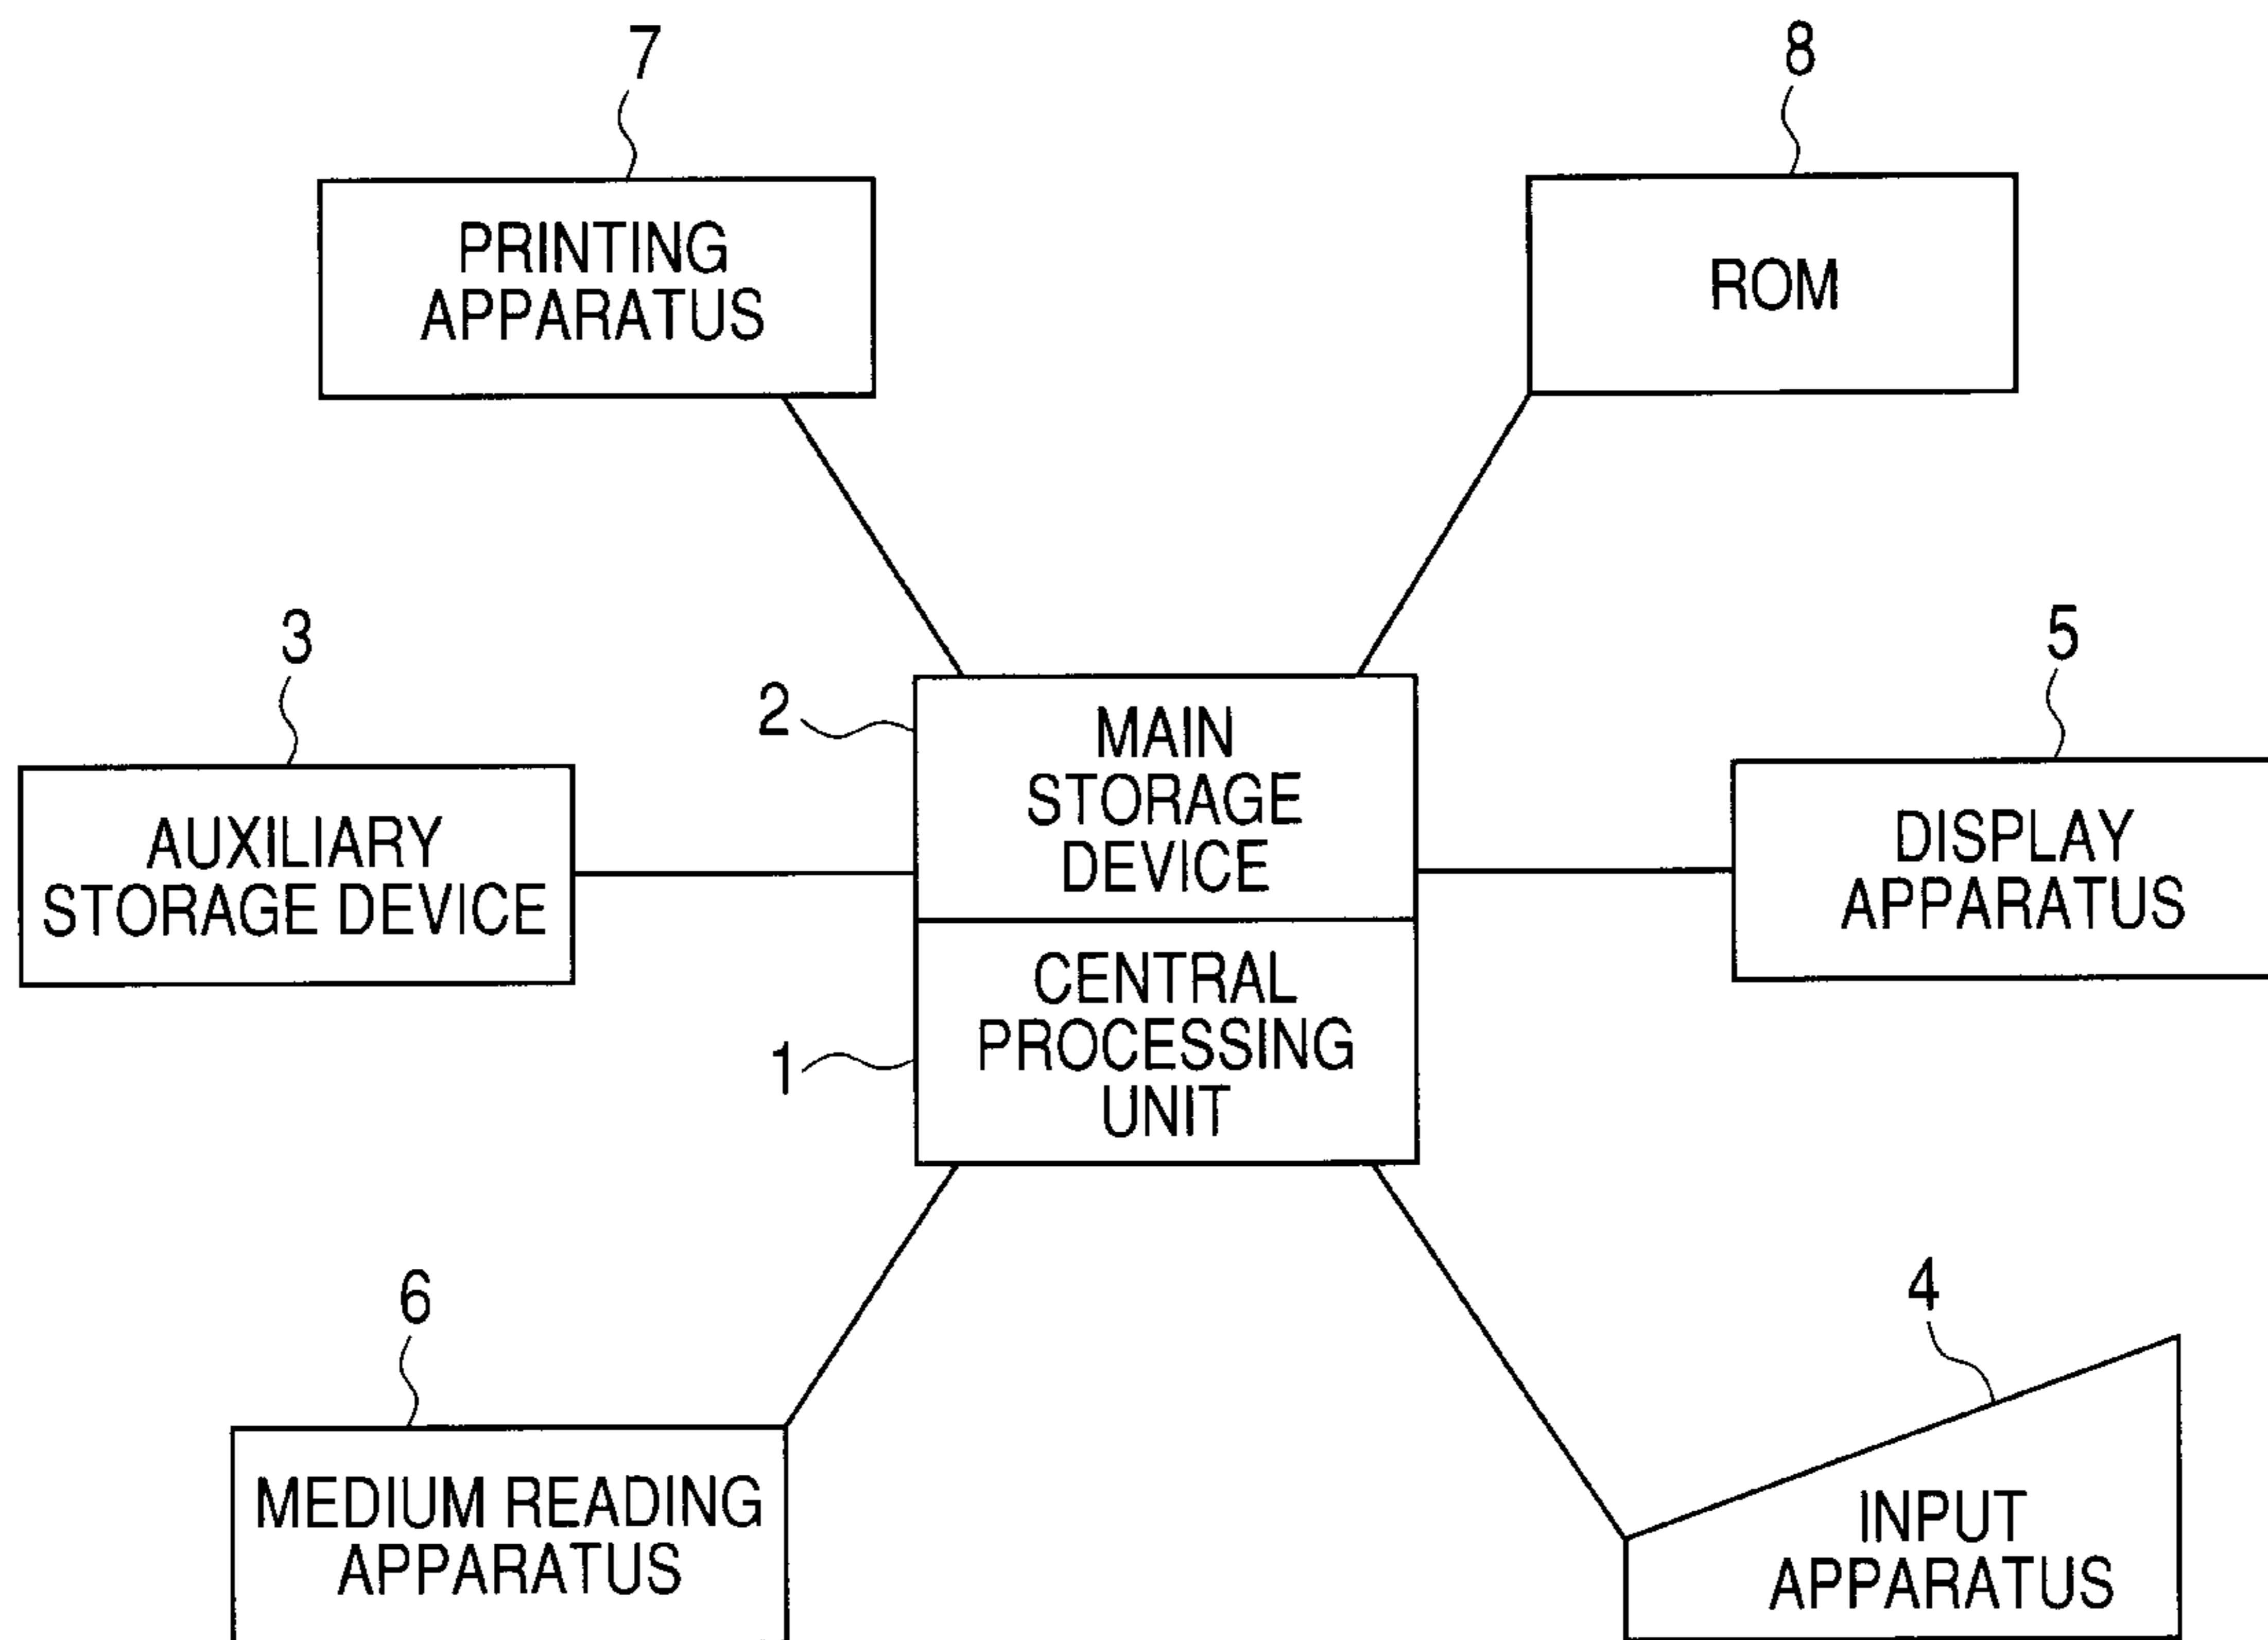 7
8
PRINTING
APPARATUS
ROM
3
5
2
MAIN
STORAGE
DEVICE
AUXILIARY
STORAGE DEVICE
DISPLAY
APPARATUS
1
CENTRAL
PROCESSING
UNIT
6
4
MEDIUM READING
APPARATUS
INPUT
APPARATUS